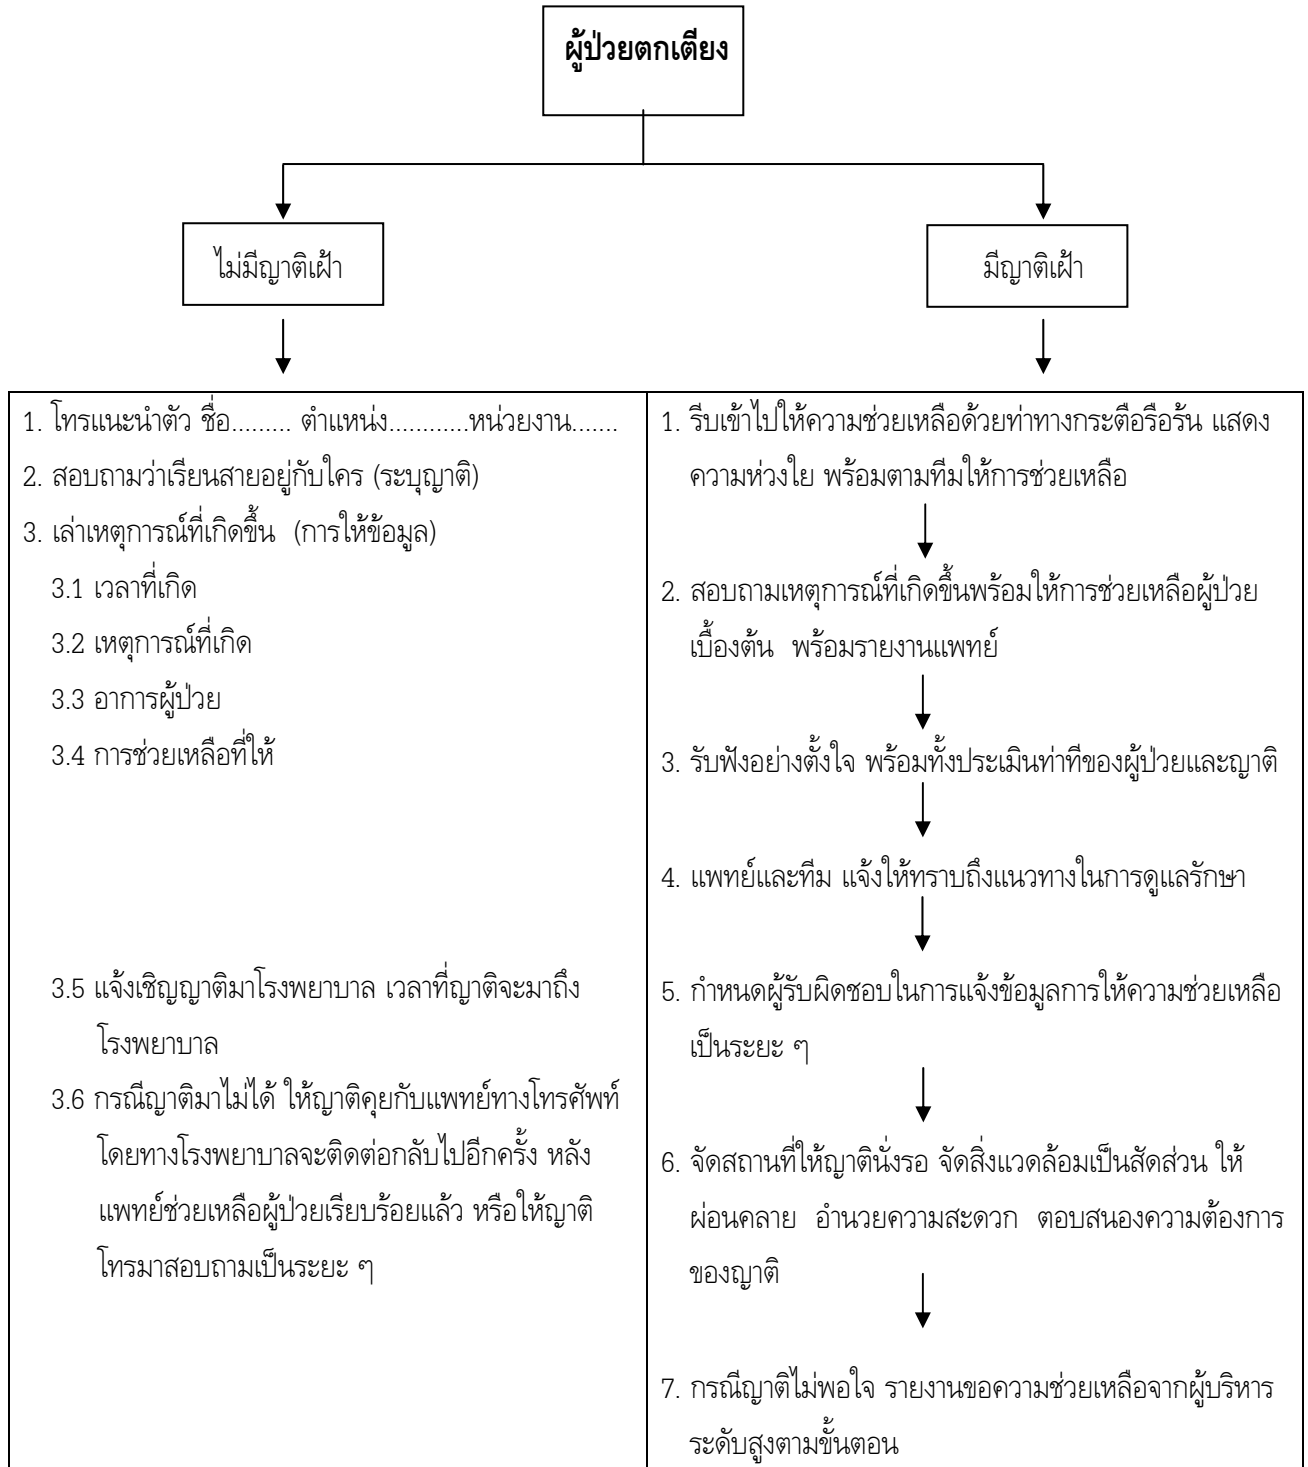 ผู้ป่วยตกเตียง
ไม่มีญาติเฝ้า
มีญาติเฝ้า
1. โทรแนะนำตัว ชื่อ......... ตำแหน่ง............หน่วยงาน.......
2. สอบถามว่าเรียนสายอยู่กับใคร (ระบุญาติ)
3. เล่าเหตุการณ์ที่เกิดขึ้น (การให้ข้อมูล)
3.1 เวลาที่เกิด
3.2 เหตุการณ์ที่เกิด
3.3 อาการผู้ป่วย
3.4 การช่วยเหลือที่ให้
3.5 แจ้งเชิญญาติมาโรงพยาบาล เวลาที่ญาติจะมาถึง
โรงพยาบาล
3.6 กรณีญาติมาไม่ได้ ให้ญาติคุยกับแพทย์ทางโทรศัพท์
โดยทางโรงพยาบาลจะติดต่อกลับไปอีกครั้ง หลัง
แพทย์ช่วยเหลือผู้ป่วยเรียบร้อยแล้ว หรือให้ญาติ
โทรมาสอบถามเป็นระยะ ๆ
1. รีบเข้าไปให้ความช่วยเหลือด้วยท่าทางกระตือรือร้น แสดง
ความห่วงใย พร้อมตามทีมให้การช่วยเหลือ
2. สอบถามเหตุการณ์ที่เกิดขึ้นพร้อมให้การช่วยเหลือผู้ป่วย
เบื้องต้น พร้อมรายงานแพทย์
3. รับฟังอย่างตั้งใจ พร้อมทั้งประเมินท่าทีของผู้ป่วยและญาติ
4. แพทย์และทีม แจ้งให้ทราบถึงแนวทางในการดูแลรักษา
5. กำหนดผู้รับผิดชอบในการแจ้งข้อมูลการให้ความช่วยเหลือ
เป็นระยะ ๆ
6. จัดสถานที่ให้ญาตินั่งรอ จัดสิ่งแวดล้อมเป็นสัดส่วน ให้
ผ่อนคลาย อำนวยความสะดวก ตอบสนองความต้องการ
ของญาติ
7. กรณีญาติไม่พอใจ รายงานขอความช่วยเหลือจากผู้บริหาร
ระดับสูงตามขั้นตอน